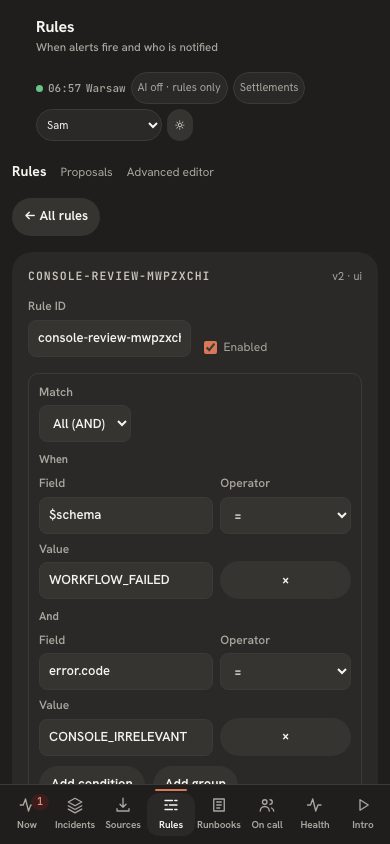 Rules
When alerts fire and who is notified
06:57 Warsaw AI off · rules only Settlements
Sam
Rules Proposals Advanced editor
← All rules
CONSOLE-REVIEW-MWPZXCHI v2 · ui
Rule ID
console-review-mwpzxcl Enabled
Match
All (AND)
When
Field Operator
$schema =
Value
WORKFLOW_FAILED ×
And
Field Operator
error.code =
Value
CONSOLE_IRRELEVANT ×
Add condition Add group
1
Now Incidents Sources Rules Runbooks On call Health Intro